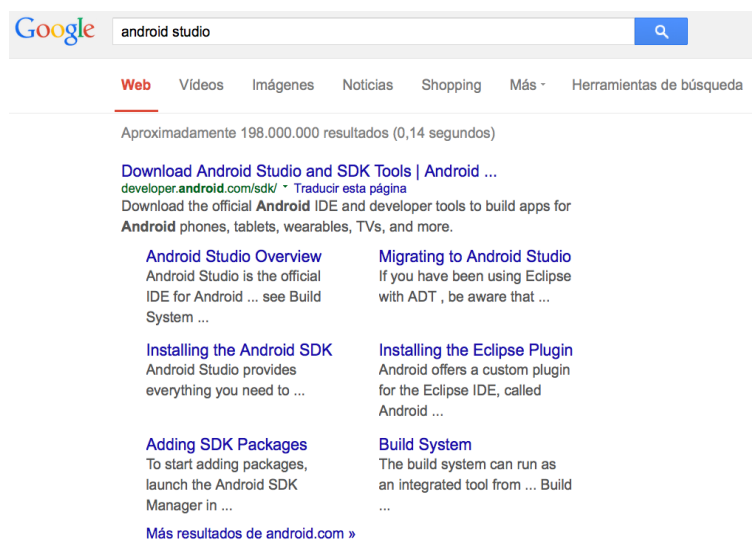 Google
android studio
Web Vídeos Imágenes Noticias Shopping Más Herramientas de búsqueda
Aproximadamente 198.000.000 resultados (0,14 segundos)
Download Android Studio and SDK Tools | Android ...
developer.android.com/sdk/ Traducir esta página
Download the official Android IDE and developer tools to build apps for
Android phones, tablets, wearables, TVs, and more.
Android Studio Overview
Android Studio is the official
IDE for Android ... see Build
System ...
Migrating to Android Studio
If you have been using Eclipse
with ADT , be aware that ...
Installing the Android SDK
Android Studio provides
everything you need to ...
Installing the Eclipse Plugin
Android offers a custom plugin
for the Eclipse IDE, called
Android ...
Adding SDK Packages
To start adding packages,
launch the Android SDK
Manager in ...
Build System
The build system can run as
an integrated tool from ... Build
...
Más resultados de android.com »